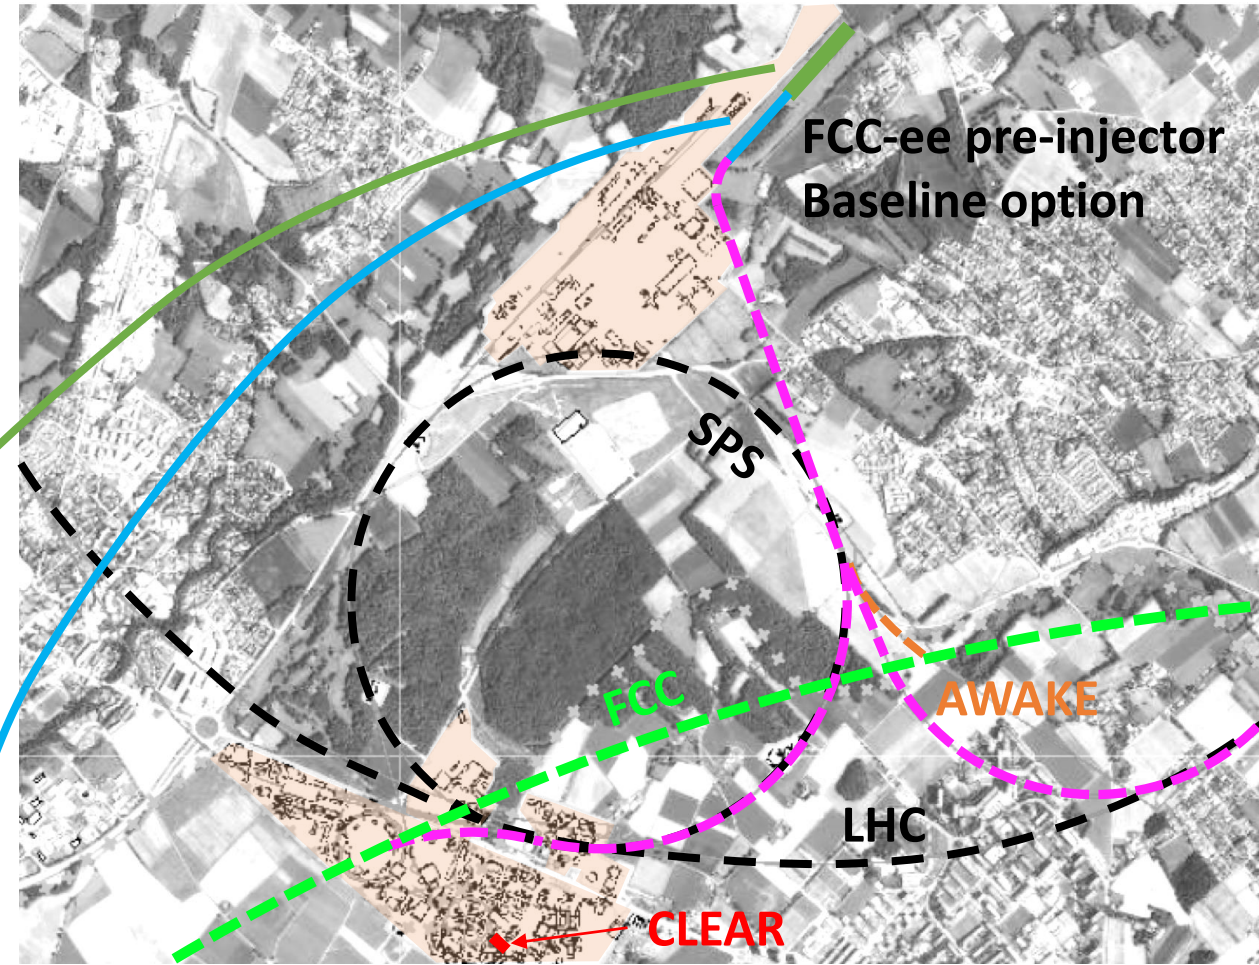 FCC-ee pre-injector
Baseline option
SPS
FCC
AWAKE
LHC
CLEAR